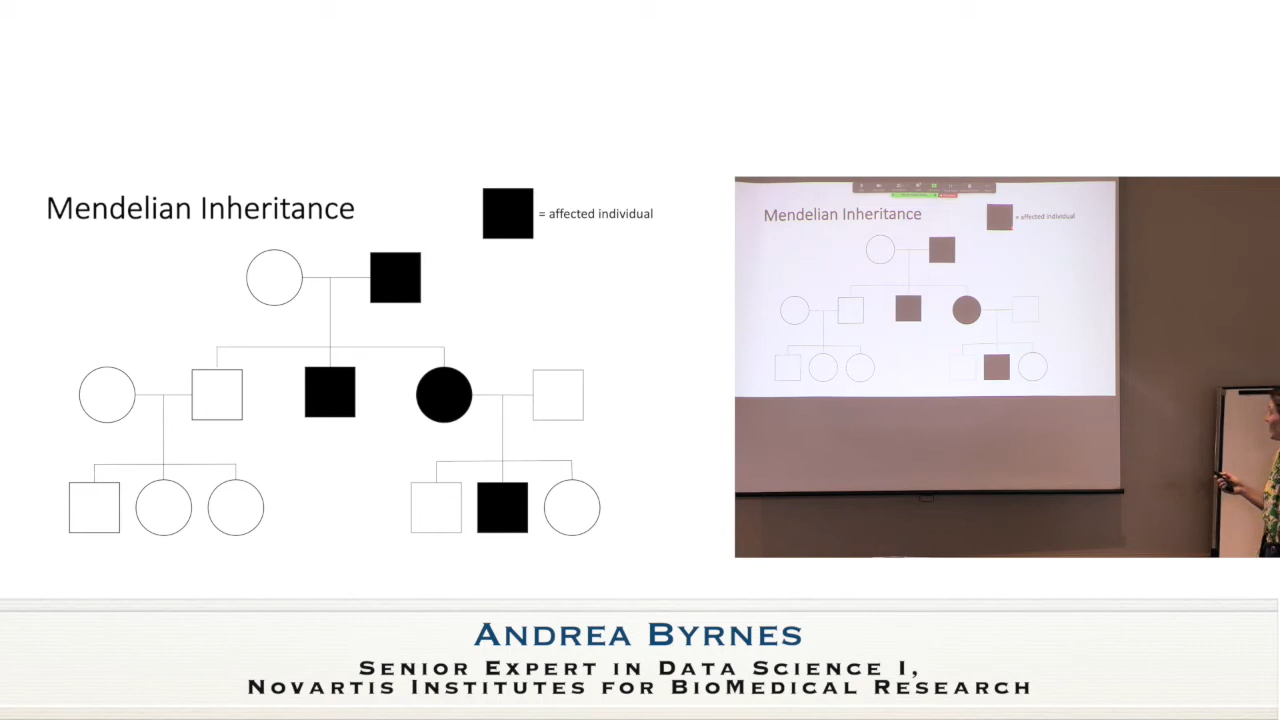 Mendelian Inheritance
= affected individual
Mendelian Inheritance
= affected individual
ANDREA BYRNES
SENIOR EXPERT IN DATA SCIENCE I,
NOVARTIS INSTITUTES FOR BIOMEDICAL RESEARCH